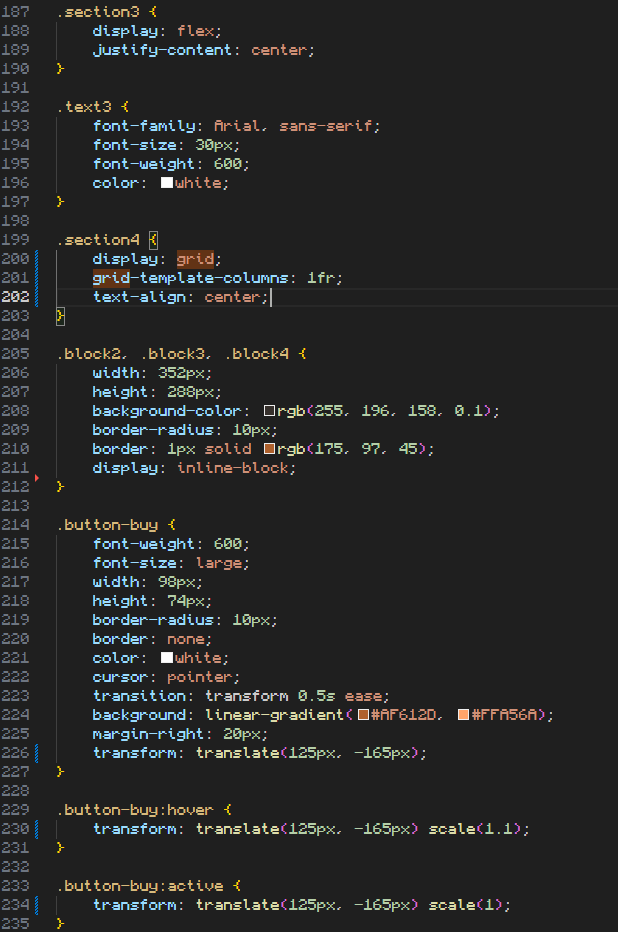 187 .section3 {
188     display: flex;
189     justify-content: center;
190 }
191
192 .text3 {
193     font-family: Arial, sans-serif;
194     font-size: 30px;
195     font-weight: 600;
196     color: white;
197 }
198
199 .section4 {
200     display: grid;
201     grid-template-columns: 1fr;
202     text-align: center;
203 }
204
205 .block2, .block3, .block4 {
206     width: 352px;
207     height: 288px;
208     background-color: rgb(255, 196, 158, 0.1);
209     border-radius: 10px;
210     border: 1px solid rgb(175, 97, 45);
211     display: inline-block;
212 }
213
214 .button-buy {
215     font-weight: 600;
216     font-size: large;
217     width: 98px;
218     height: 74px;
219     border-radius: 10px;
220     border: none;
221     color: white;
222     cursor: pointer;
223     transition: transform 0.5s ease;
224     background: linear-gradient(#AF612D, #FFA56A);
225     margin-right: 20px;
226     transform: translate(125px, -165px);
227 }
228
229 .button-buy:hover {
230     transform: translate(125px, -165px) scale(1.1);
231 }
232
233 .button-buy:active {
234     transform: translate(125px, -165px) scale(1);
235 }